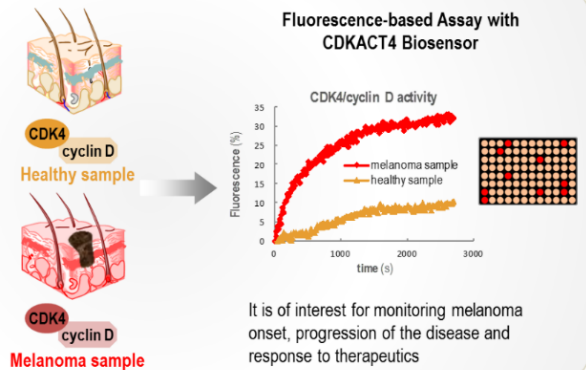 Fluorescence-based Assay with
CDKACT4 Biosensor
CDK4
cyclin D
Healthy sample
CDK4
cyclin D
Melanoma sample
CDK4/cyclin D activity
Fluorescence (%)
35
30
25
20
15
10
5
0
melanoma sample
healthy sample
0
1000
2000
3000
time (s)
It is of interest for monitoring melanoma
onset, progression of the disease and
response to therapeutics